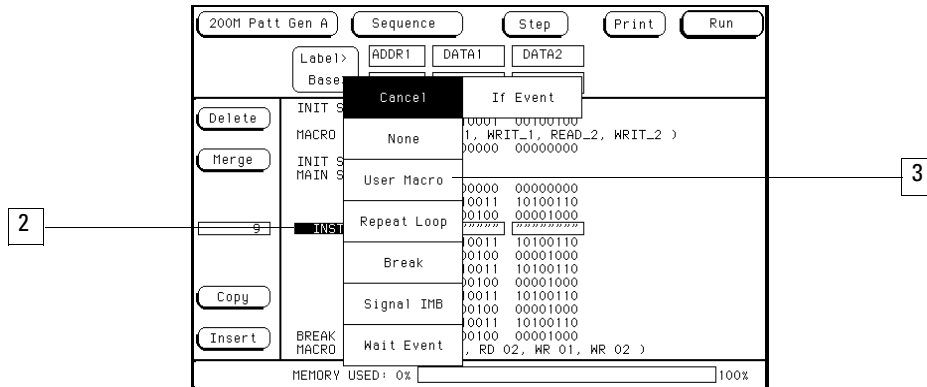 200M Patt Gen A Sequence Step Print Run
Label> ADDR1 DATA1 DATA2
Base
Cancel If Event
Delete INIT S 00100100
MACRO None 1, WRIT_1, READ_2, WRIT_2 )
00000000
Merge INIT S
MAIN S User Macro 3
00000 00000000
10011 10100110
Repeat Loop 00100 00001000
2 9 INST """"" """"""""
10011 10100110
Break 00100 00001000
10011 10100110
00100 00001000
Copy Signal IMB 10011 10100110
00100 00001000
10011 10100110
Insert BREAK Wait Event 00100 00001000
MACRO , RD 02, WR 01, WR 02 )
MEMORY USED: 0% 100%